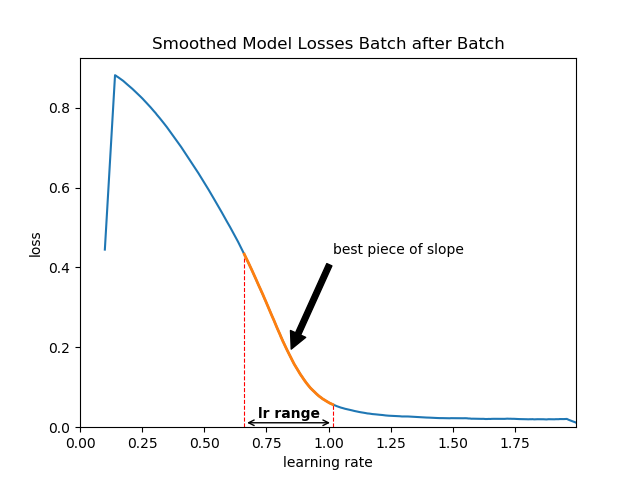 Smoothed Model Losses Batch after Batch
loss
0.8
0.6
0.4
0.2
0.0
best piece of slope
lr range
0.00 0.25 0.50 0.75 1.00 1.25 1.50 1.75
learning rate